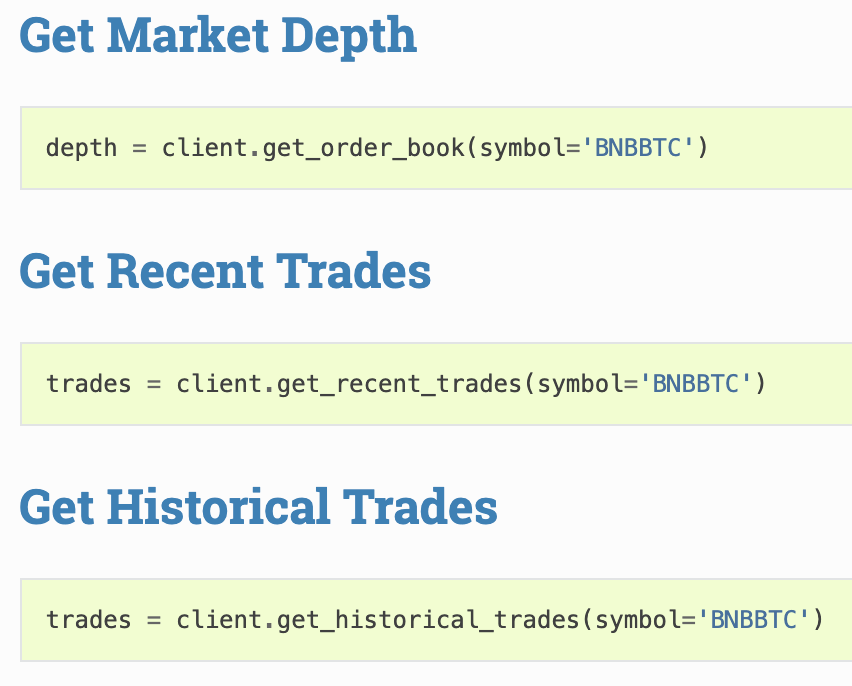 Get Market Depth
depth = client.get_order_book(symbol='BNBBTC')
Get Recent Trades
trades = client.get_recent_trades(symbol='BNBBTC')
Get Historical Trades
trades = client.get_historical_trades(symbol='BNBBTC')